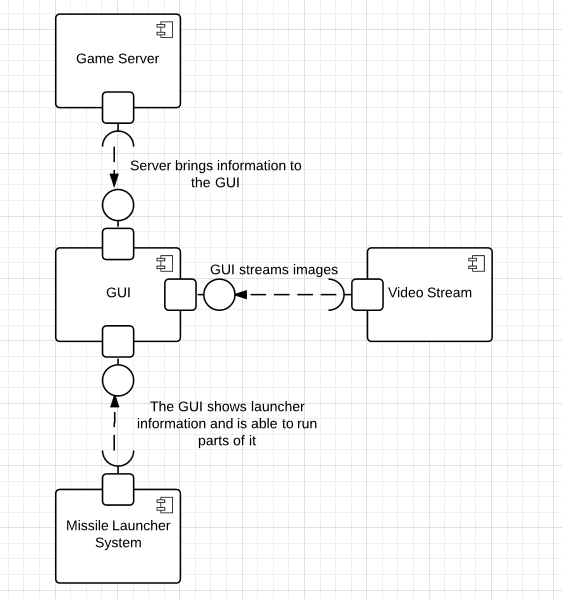 Game Server
Server brings information to
the GUI
GUI streams images
GUI
Video Stream
The GUI shows launcher
information and is able to run
parts of it
Missile Launcher
System